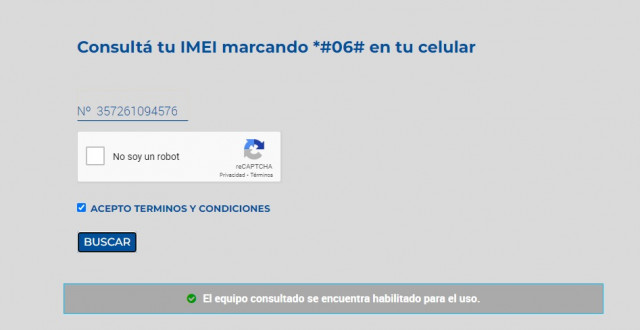 Consultá tu IMEI marcando *#06# en tu celular
Nº 357261094576
No soy un robot
reCAPTCHA
Privacidad - Términos
ACEPTO TERMINOS Y CONDICIONES
BUSCAR
El equipo consultado se encuentra habilitado para el uso.